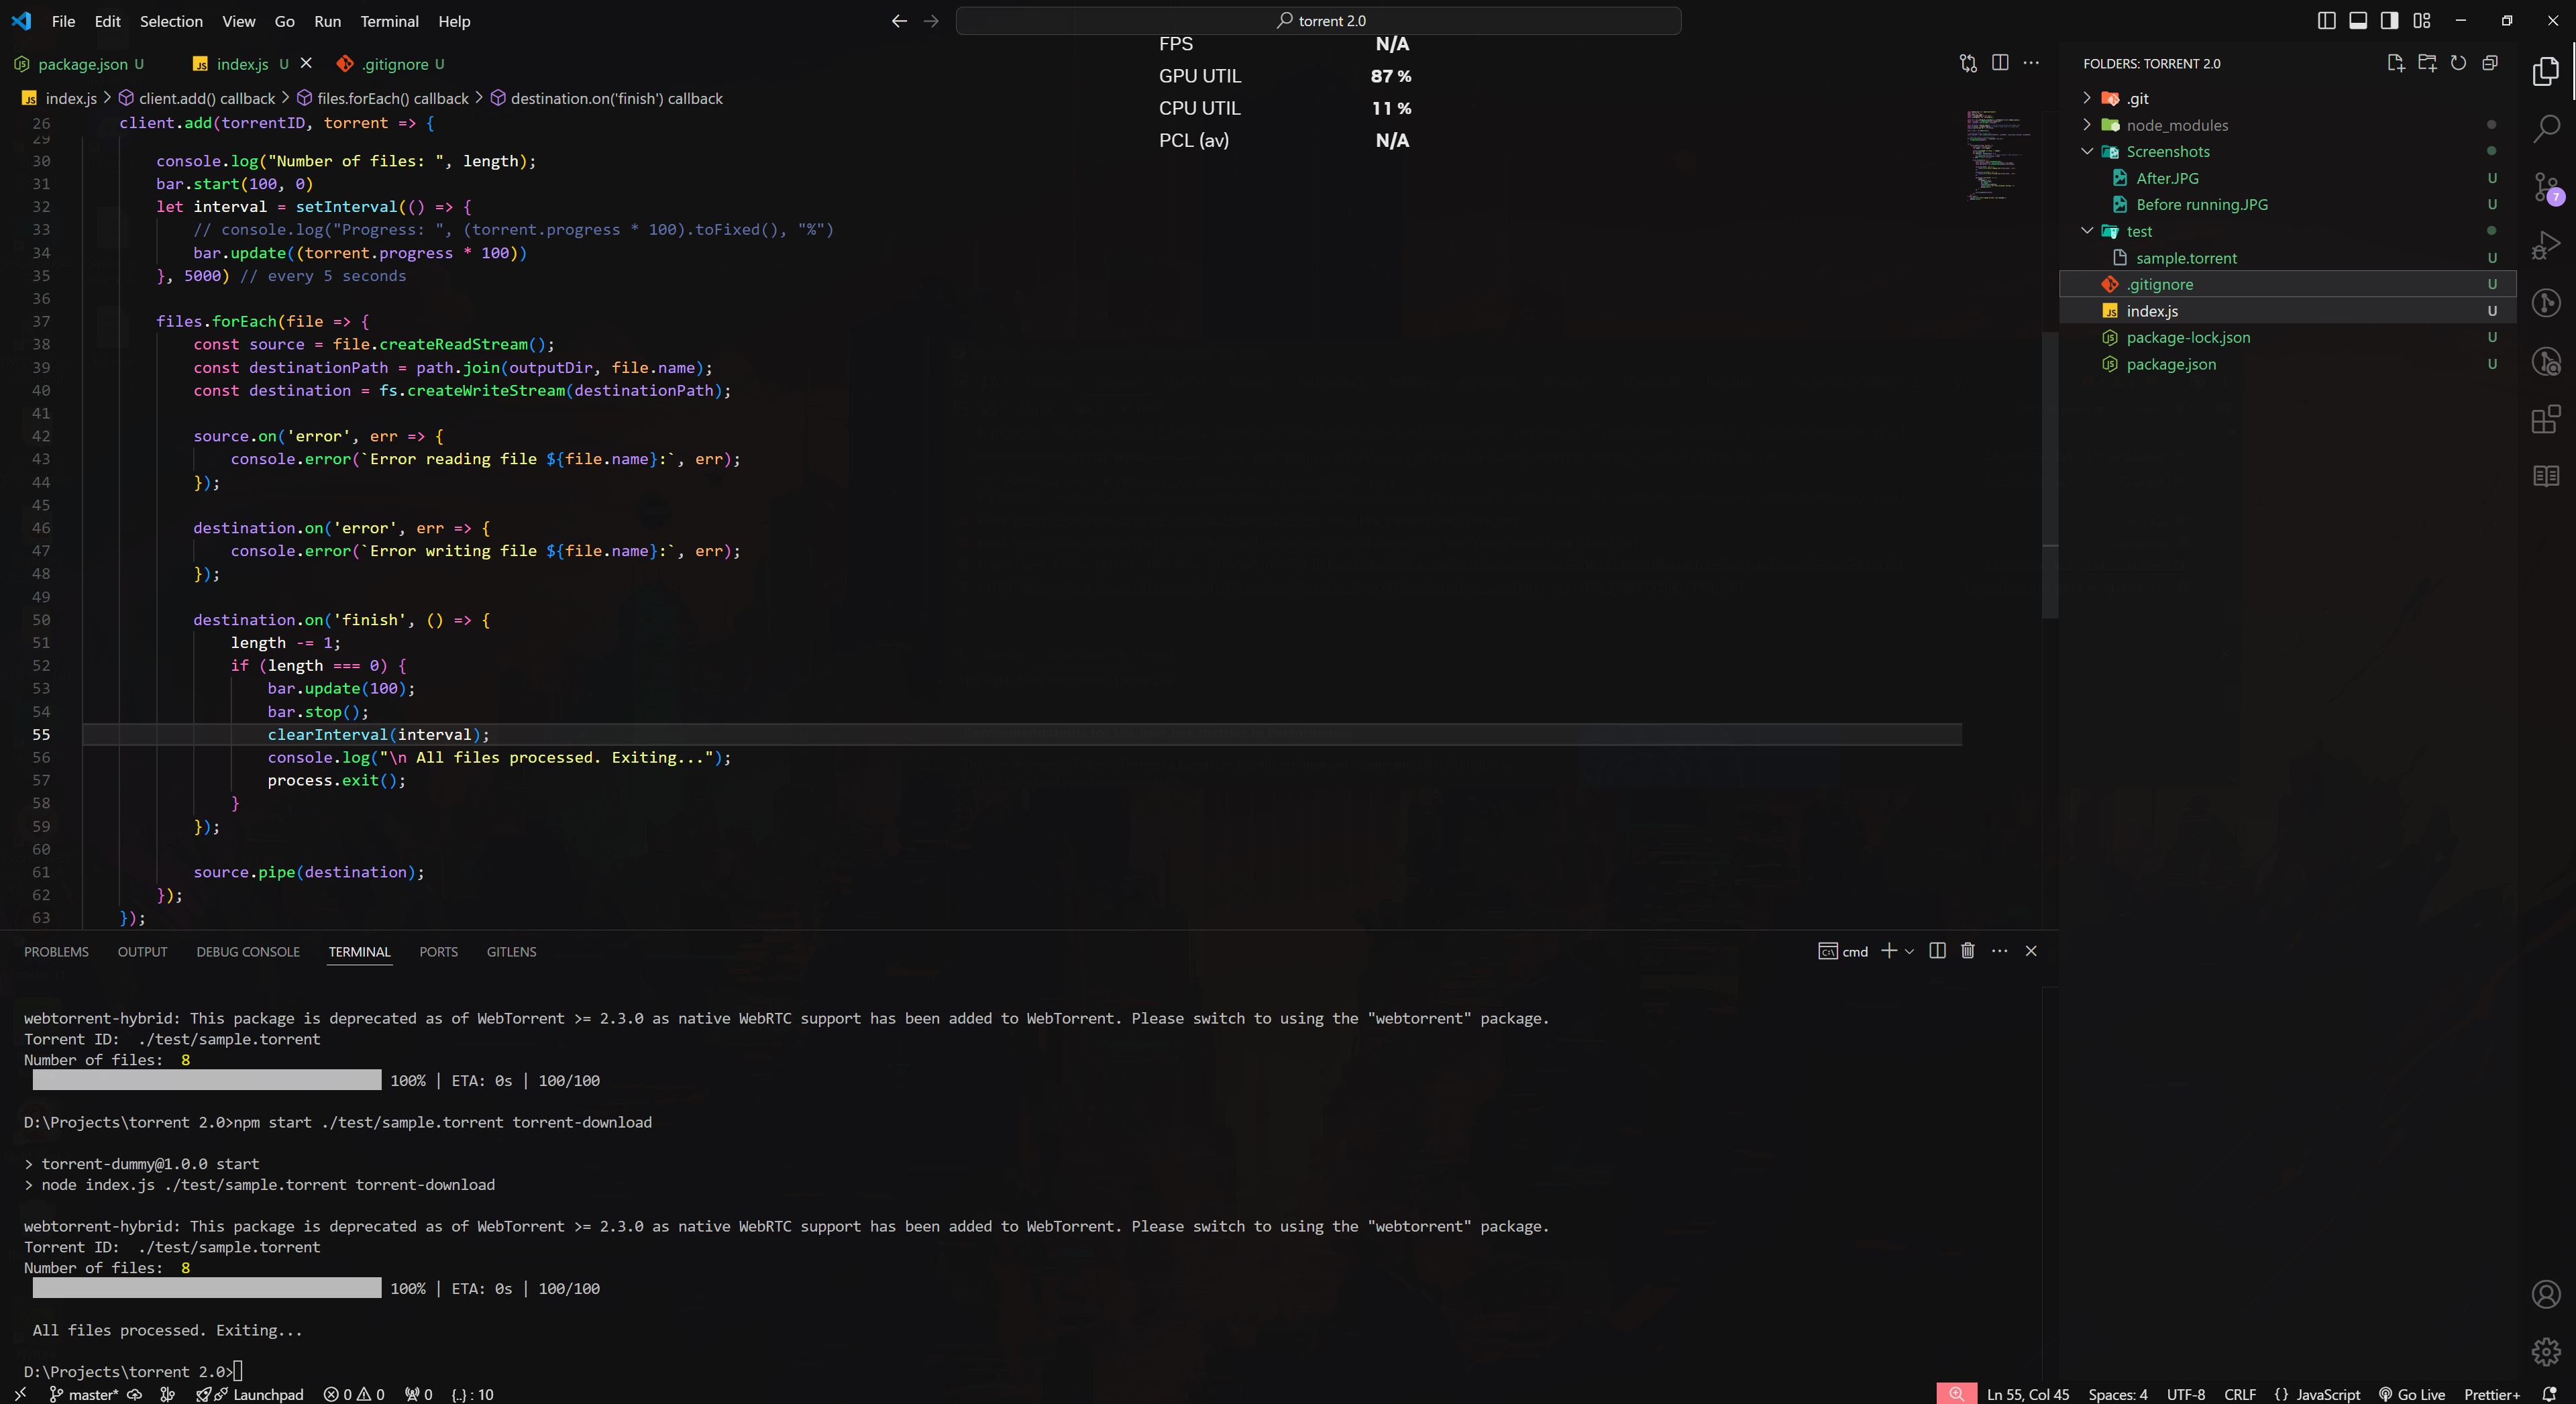 File Edit Selection View Go Run Terminal Help
torrent 2.0
package.json U
index.js U
.gitignore U
FPS N/A
GPU UTIL 87 %
CPU UTIL 11 %
PCL (av) N/A
index.js > client.add() callback > files.forEach() callback > destination.on('finish') callback
26 client.add(torrentID, torrent => {
29
30 console.log("Number of files: ", length);
31 bar.start(100, 0)
32 let interval = setInterval(() => {
33 // console.log("Progress: ", (torrent.progress * 100).toFixed(), "%")
34 bar.update((torrent.progress * 100))
35 }, 5000) // every 5 seconds
36
37 files.forEach(file => {
38 const source = file.createReadStream();
39 const destinationPath = path.join(outputDir, file.name);
40 const destination = fs.createWriteStream(destinationPath);
41
42 source.on('error', err => {
43 console.error(`Error reading file ${file.name}:`, err);
44 });
45
46 destination.on('error', err => {
47 console.error(`Error writing file ${file.name}:`, err);
48 });
49
50 destination.on('finish', () => {
51 length -= 1;
52 if (length === 0) {
53 bar.update(100);
54 bar.stop();
55 clearInterval(interval);
56 console.log("\n All files processed. Exiting...");
57 process.exit();
58 }
59 });
60
61 source.pipe(destination);
62 });
63 });
FOLDERS: TORRENT 2.0
.git
node_modules
Screenshots
After.JPG U
Before running.JPG U
test
sample.torrent U
.gitignore U
index.js U
package-lock.json U
package.json U
7
PROBLEMS OUTPUT DEBUG CONSOLE TERMINAL PORTS GITLENS
cmd
webtorrent-hybrid: This package is deprecated as of WebTorrent >= 2.3.0 as native WebRTC support has been added to WebTorrent. Please switch to using the "webtorrent" package.
Torrent ID:  ./test/sample.torrent
Number of files:  8
100% | ETA: 0s | 100/100
D:\Projects\torrent 2.0>npm start ./test/sample.torrent torrent-download
> torrent-dummy@1.0.0 start
> node index.js ./test/sample.torrent torrent-download
webtorrent-hybrid: This package is deprecated as of WebTorrent >= 2.3.0 as native WebRTC support has been added to WebTorrent. Please switch to using the "webtorrent" package.
Torrent ID:  ./test/sample.torrent
Number of files:  8
100% | ETA: 0s | 100/100
All files processed. Exiting...
D:\Projects\torrent 2.0>
master* Launchpad 0 0 0 {..} : 10
Ln 55, Col 45 Spaces: 4 UTF-8 CRLF {} JavaScript Go Live Prettier+